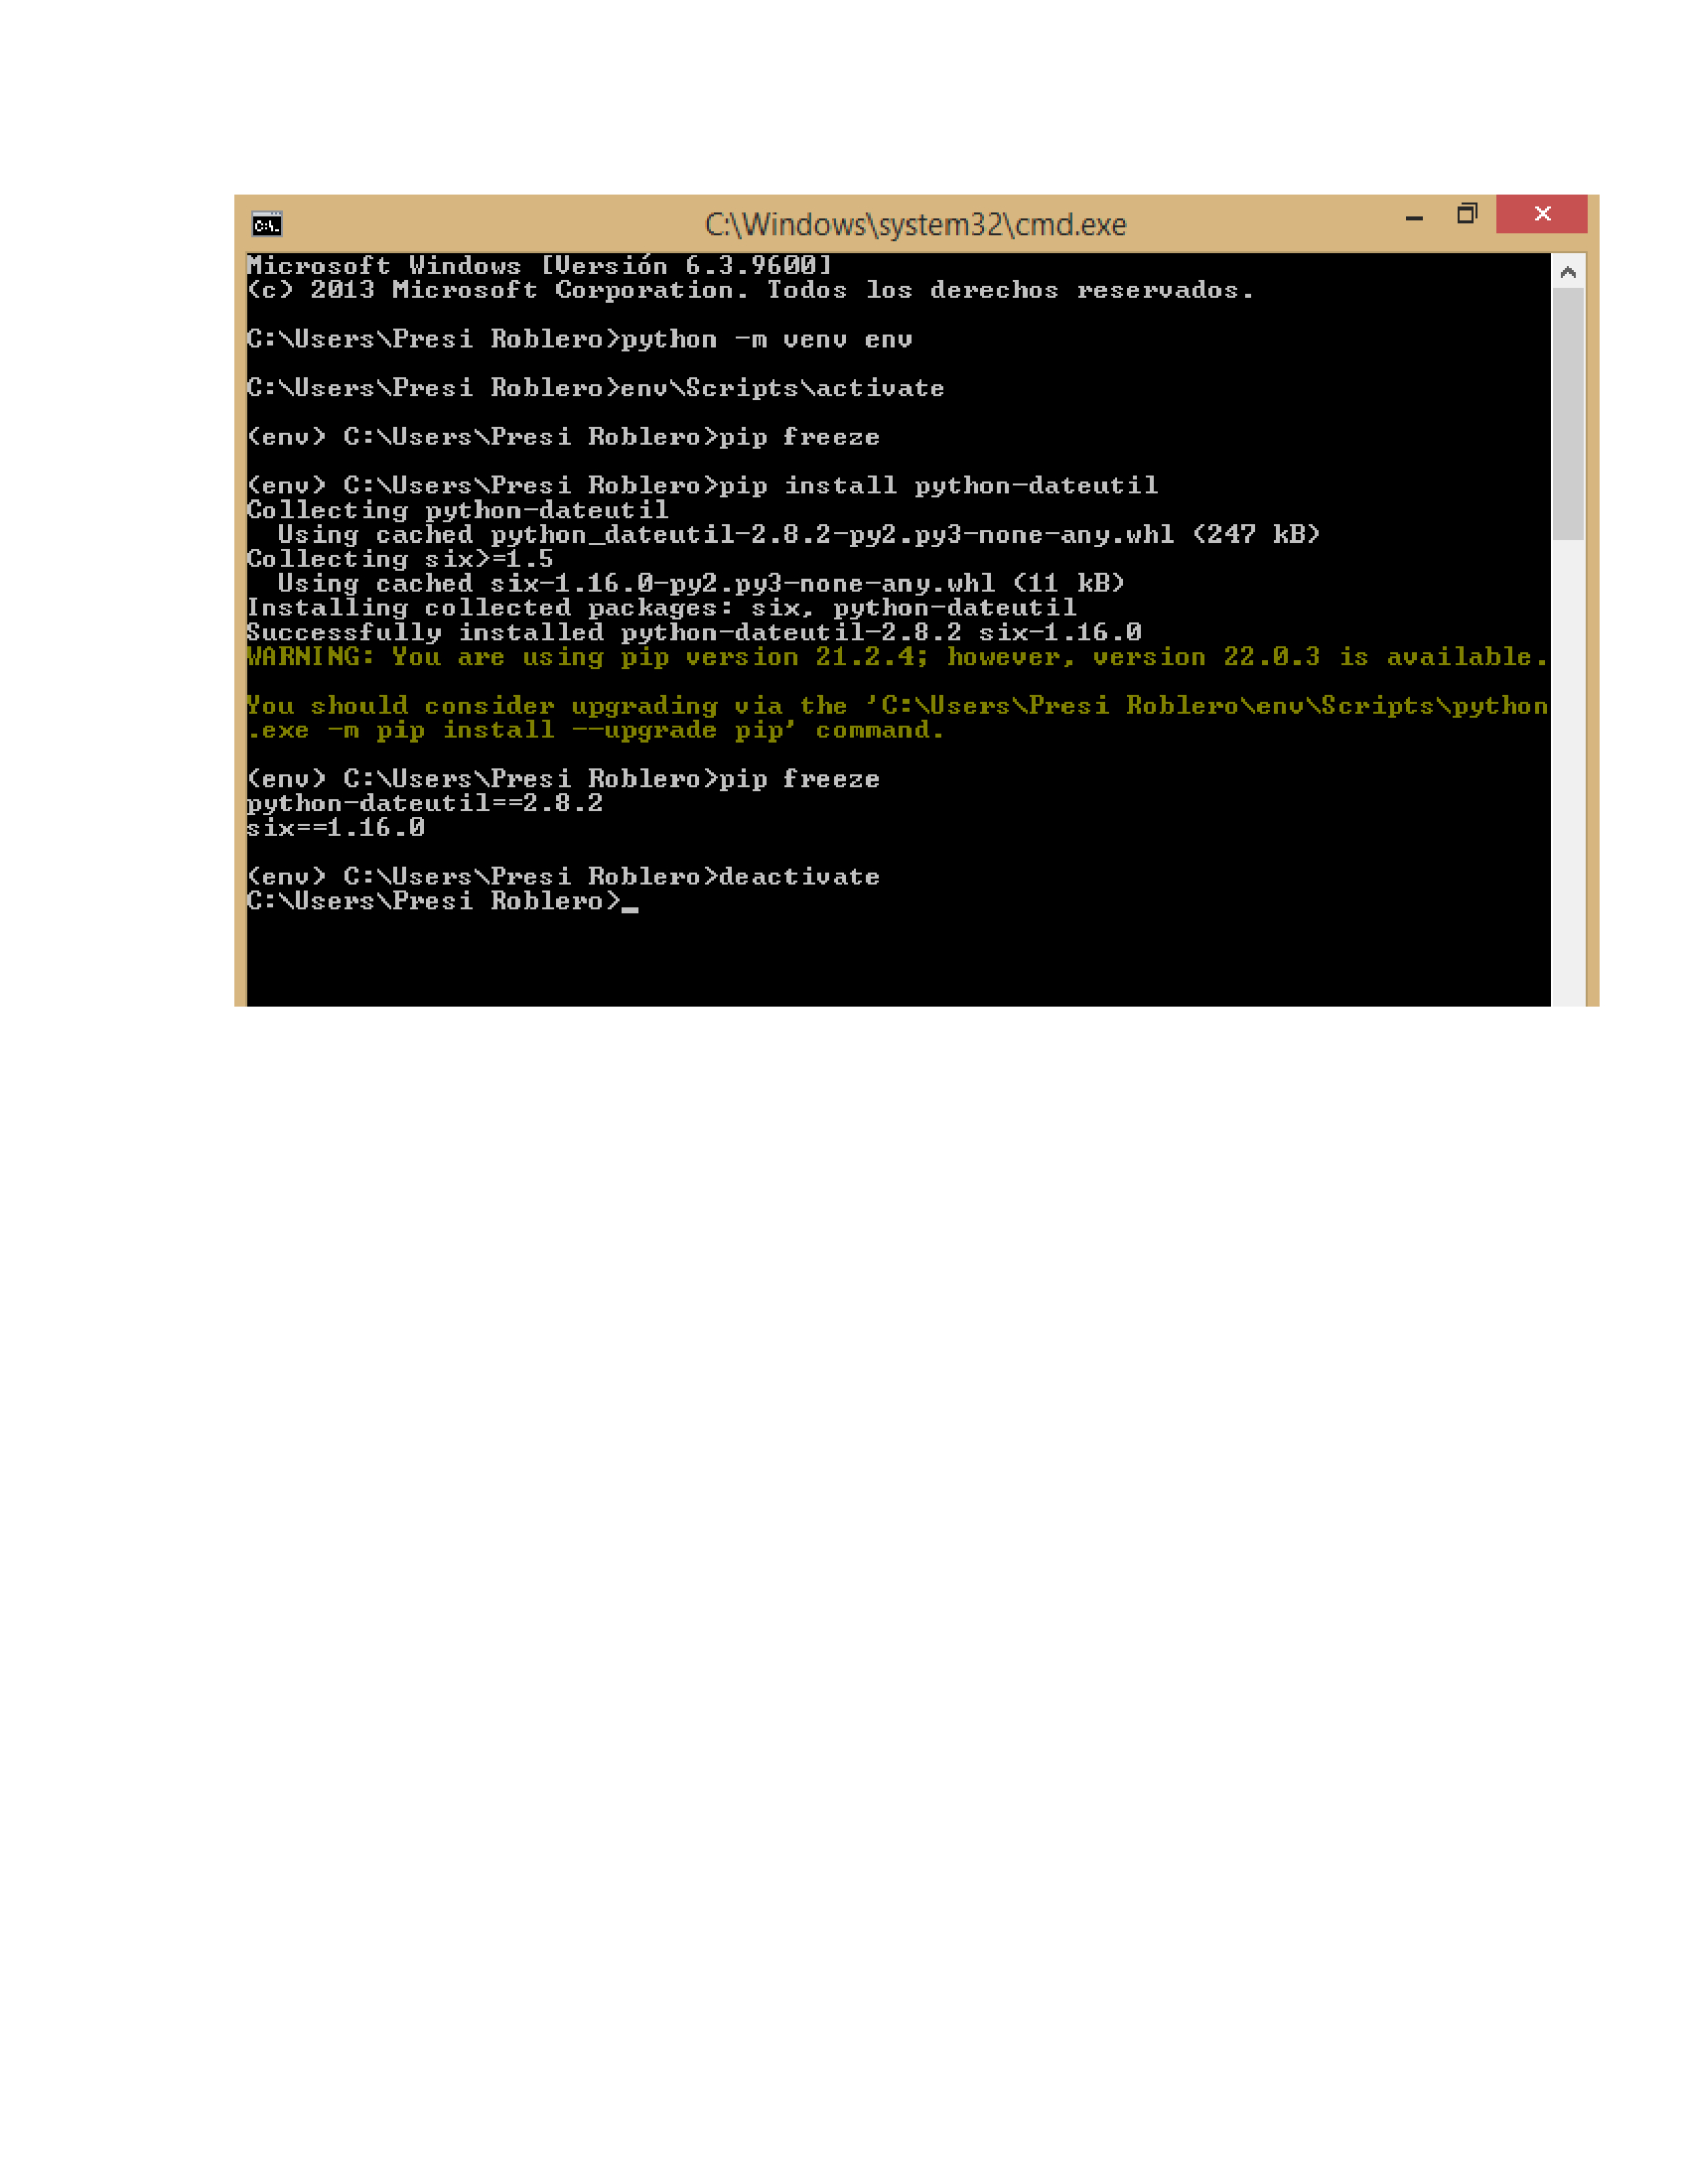 C:\Windows\system32\cmd.exe
Microsoft Windows [Versión 6.3.9600]
(c) 2013 Microsoft Corporation. Todos los derechos reservados.
C:\Users\Presi Roblero>python -m venv env
C:\Users\Presi Roblero>env\Scripts\activate
(env) C:\Users\Presi Roblero>pip freeze
(env) C:\Users\Presi Roblero>pip install python-dateutil
Collecting python-dateutil
  Using cached python_dateutil-2.8.2-py2.py3-none-any.whl (247 kB)
Collecting six>=1.5
  Using cached six-1.16.0-py2.py3-none-any.whl (11 kB)
Installing collected packages: six, python-dateutil
Successfully installed python-dateutil-2.8.2 six-1.16.0
WARNING: You are using pip version 21.2.4; however, version 22.0.3 is available.
You should consider upgrading via the 'C:\Users\Presi Roblero\env\Scripts\python
.exe -m pip install --upgrade pip' command.
(env) C:\Users\Presi Roblero>pip freeze
python-dateutil==2.8.2
six==1.16.0
(env) C:\Users\Presi Roblero>deactivate
C:\Users\Presi Roblero>_